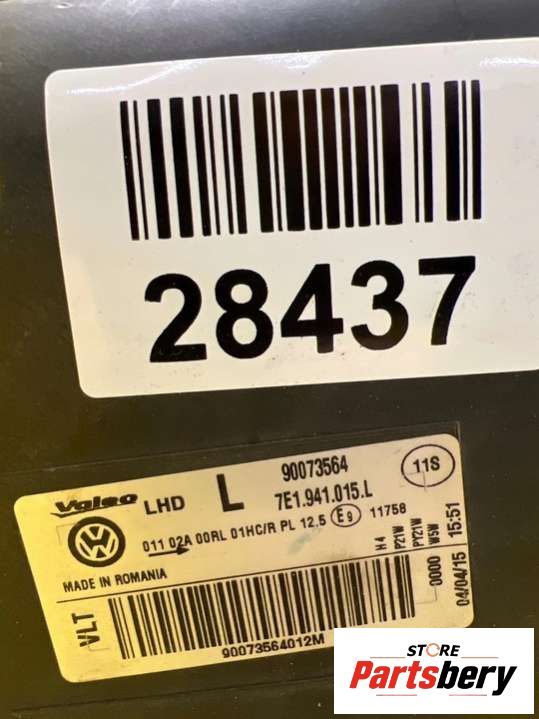 28437
Valeo LHD L 90073564 11S
7E1.941.015.L
011 02A 00RL 01HC/R PL 12.5 E9 11758
MADE IN ROMANIA
H4
P21W
PY21W
W5W
0000
04/04/15 15:51
VLT
90073564012M
STORE
Partsbery